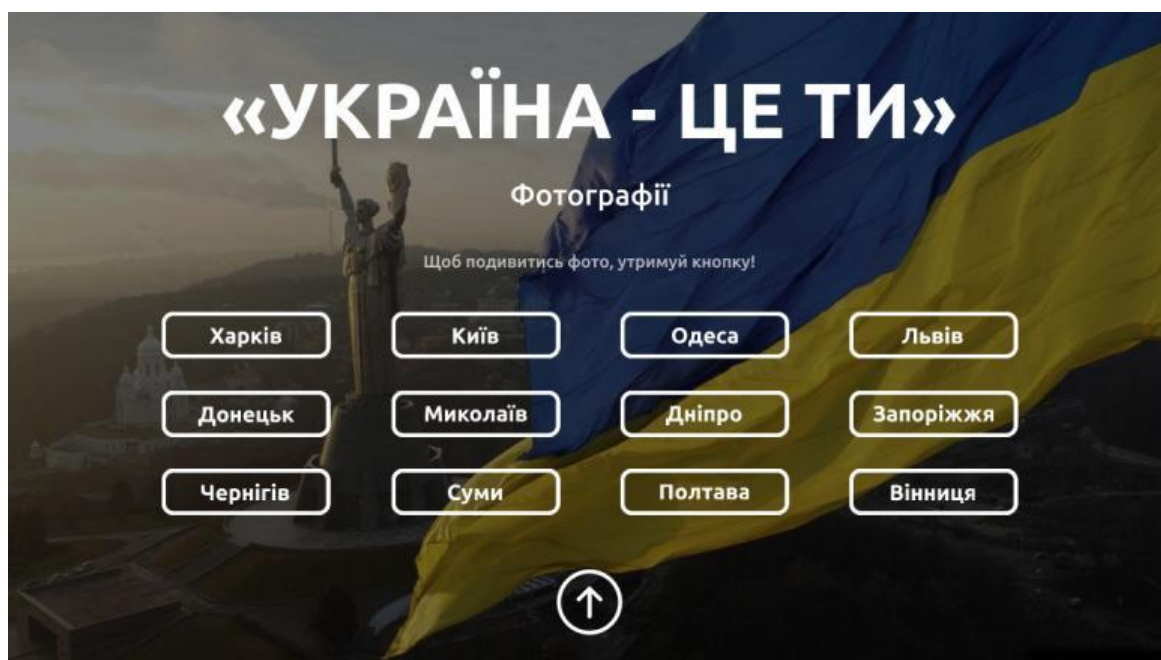 «УКРАЇНА - ЦЕ ТИ»
Фотографії
Щоб подивитись фото, утримуй кнопку!
Харків Київ Одеса Львів
Донецьк Миколаїв Дніпро Запоріжжя
Чернігів Суми Полтава Вінниця